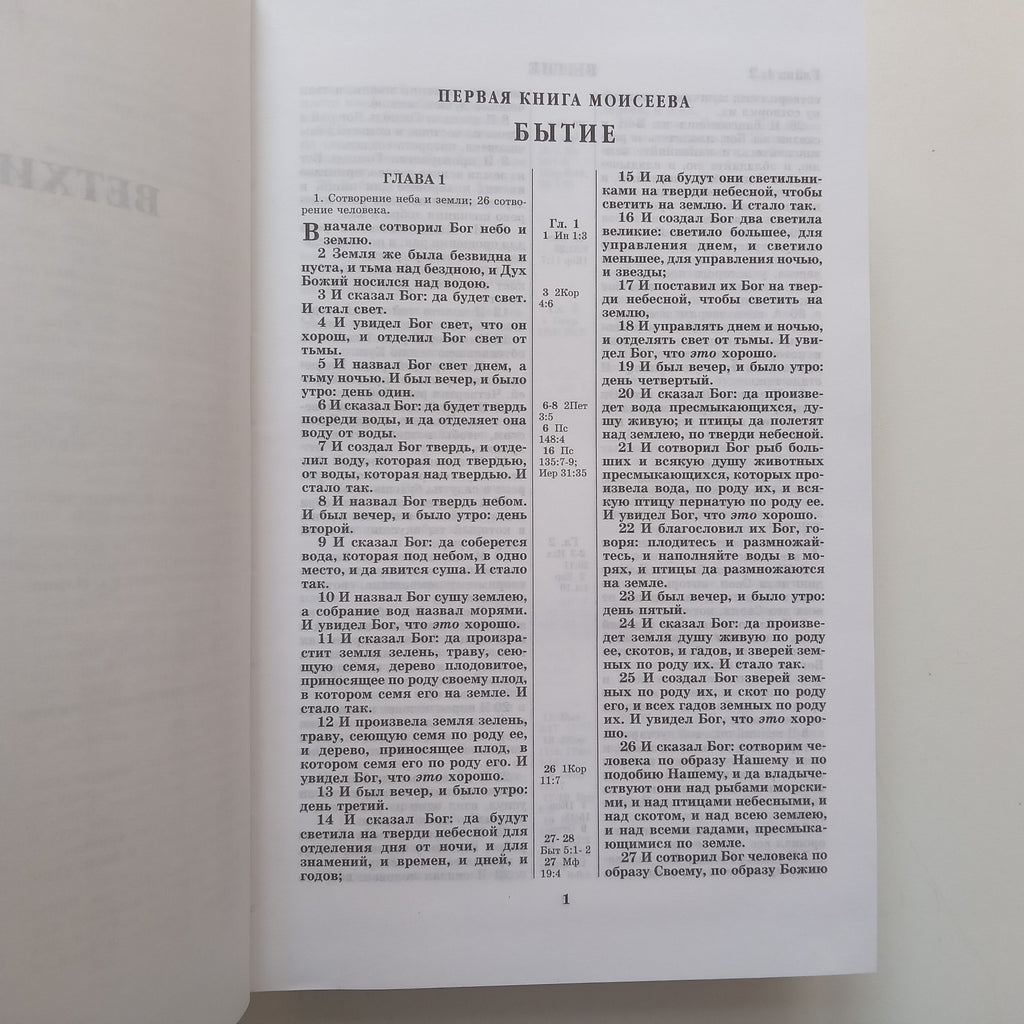 ПЕРВАЯ КНИГА МОИСЕЕВА
БЫТИЕ
ГЛАВА 1
1. Сотворение неба и земли; 26 сотво-
рение человека.
В начале сотворил Бог небо и
землю.
2 Земля же была безвидна и
пуста, и тьма над бездною, и Дух
Божий носился над водою.
3 И сказал Бог: да будет свет.
И стал свет.
4 И увидел Бог свет, что он
хорош, и отделил Бог свет от
тьмы.
5 И назвал Бог свет днем, а
тьму ночью. И был вечер, и было
утро: день один.
6 И сказал Бог: да будет твердь
посреди воды, и да отделяет она
воду от воды.
7 И создал Бог твердь, и отде-
лил воду, которая под твердью,
от воды, которая над твердью. И
стало так.
8 И назвал Бог твердь небом.
И был вечер, и было утро: день
второй.
9 И сказал Бог: да соберется
вода, которая под небом, в одно
место, и да явится суша. И стало
так.
10 И назвал Бог сушу землею,
а собрание вод назвал морями.
И увидел Бог, что это хорошо.
11 И сказал Бог: да произра-
стит земля зелень, траву, сею-
щую семя, дерево плодовитое,
приносящее по роду своему плод,
в котором семя его на земле. И
стало так.
12 И произвела земля зелень,
траву, сеющую семя по роду ее,
и дерево, приносящее плод, в
котором семя его по роду его. И
увидел Бог, что это хорошо.
13 И был вечер, и было утро:
день третий.
14 И сказал Бог: да будут
светила на тверди небесной для
отделения дня от ночи, и для
знамений, и времен, и дней, и
годов;
Гл. 1
1 Ин 1:3
3 2Кор
4:6
6-8 2Пет
3:5
6 Пс
148:4
16 Пс
135:7-9;
Иер 31:35
26 1Кор
11:7
27- 28
Быт 5:1- 2
27 Мф
19:4
15 И да будут они светильни-
ками на тверди небесной, чтобы
светить на землю. И стало так.
16 И создал Бог два светила
великие: светило большее, для
управления днем, и светило
меньшее, для управления ночью,
и звезды;
17 И поставил их Бог на твер-
ди небесной, чтобы светить на
землю,
18 И управлять днем и ночью,
и отделять свет от тьмы. И уви-
дел Бог, что это хорошо.
19 И был вечер, и было утро:
день четвертый.
20 И сказал Бог: да произве-
дет вода пресмыкающихся, ду-
шу живую; и птицы да полетят
над землею, по тверди небесной.
21 И сотворил Бог рыб боль-
ших и всякую душу животных
пресмыкающихся, которых про-
извела вода, по роду их, и вся-
кую птицу пернатую по роду ее.
И увидел Бог, что это хорошо.
22 И благословил их Бог, го-
воря: плодитесь и размножай-
тесь, и наполняйте воды в мо-
рях, и птицы да размножаются
на земле.
23 И был вечер, и было утро:
день пятый.
24 И сказал Бог: да произве-
дет земля душу живую по роду
ее, скотов, и гадов, и зверей зем-
ных по роду их. И стало так.
25 И создал Бог зверей зем-
ных по роду их, и скот по роду
его, и всех гадов земных по роду
их. И увидел Бог, что это хоро-
шо.
26 И сказал Бог: сотворим че-
ловека по образу Нашему и по
подобию Нашему, и да владыче-
ствуют они над рыбами морски-
ми, и над птицами небесными, и
над скотом, и над всею землею,
и над всеми гадами, пресмыка-
ющимися по земле.
27 И сотворил Бог человека по
образу Своему, по образу Божию
1